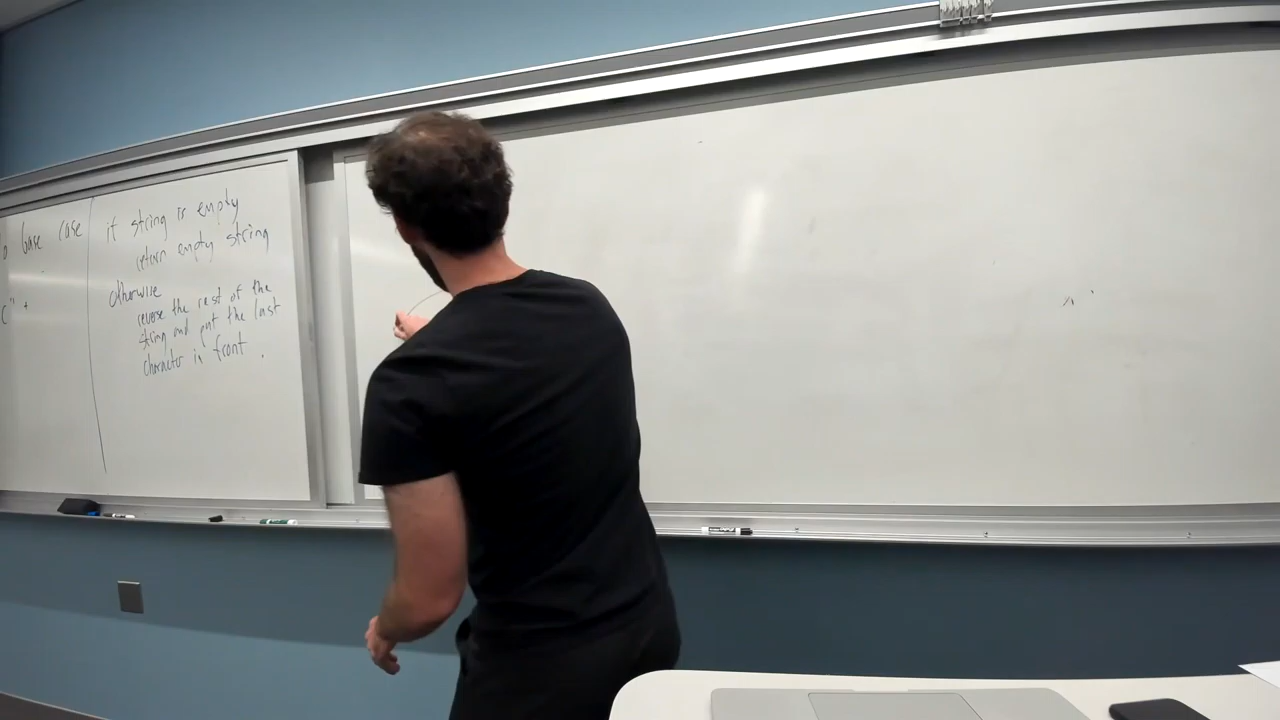 o base case
c" +
if string is empty
return empty string
otherwise
reverse the rest of the
string and put the last
character in front.